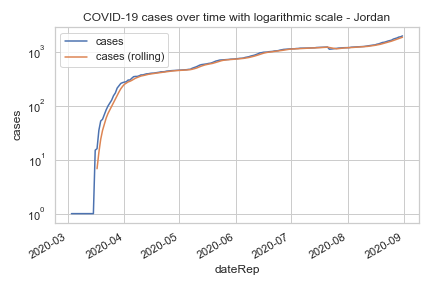 COVID-19 cases over time with logarithmic scale - Jordan
cases
cases (rolling)
10³
10²
10¹
10⁰
cases
2020-03
2020-04
2020-05
2020-06
2020-07
2020-08
2020-09
dateRep